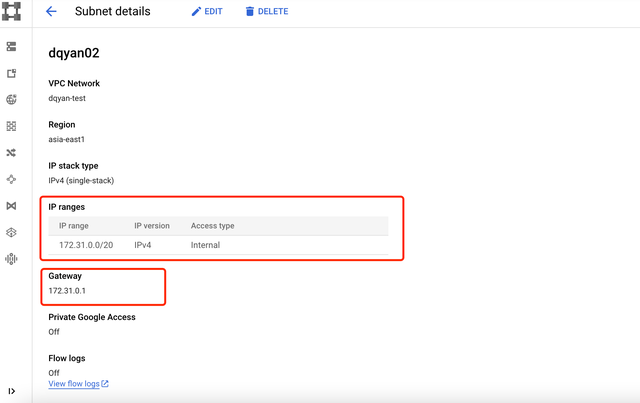 Subnet details EDIT DELETE
dqyan02
VPC Network
dqyan-test
Region
asia-east1
IP stack type
IPv4 (single-stack)
IP ranges
IP range IP version Access type
172.31.0.0/20 IPv4 Internal
Gateway
172.31.0.1
Private Google Access
Off
Flow logs
Off
View flow logs